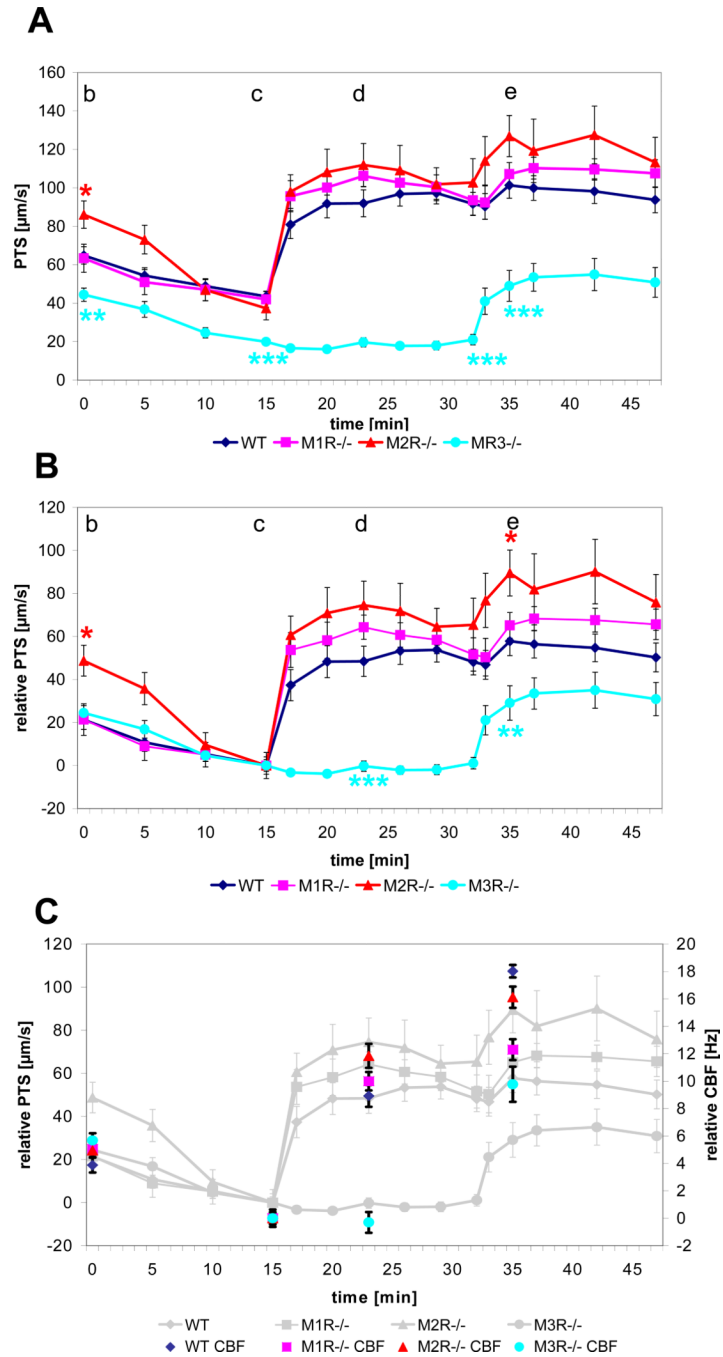 A
160
b c d e
140
120
*
100
80
60
40
**
***
***
***
20
0
PTS [µm/s]
0 5 10 15 20 25 30 35 40 45
time [min]
WT M1R-/- M2R-/- MR3-/-
B
120
b c d e
100
*
*
80
60
40
20
**
***
0
-20
relative PTS [µm/s]
0 5 10 15 20 25 30 35 40 45
time [min]
WT M1R-/- M2R-/- M3R-/-
C
120 20
18
100
16
80 14
12
60
10
40 8
6
20
4
0 2
0
-20 -2
relative PTS [µm/s]
relative CBF [Hz]
0 5 10 15 20 25 30 35 40 45
time [min]
WT M1R-/- M2R-/- M3R-/-
WT CBF M1R-/- CBF M2R-/- CBF M3R-/- CBF